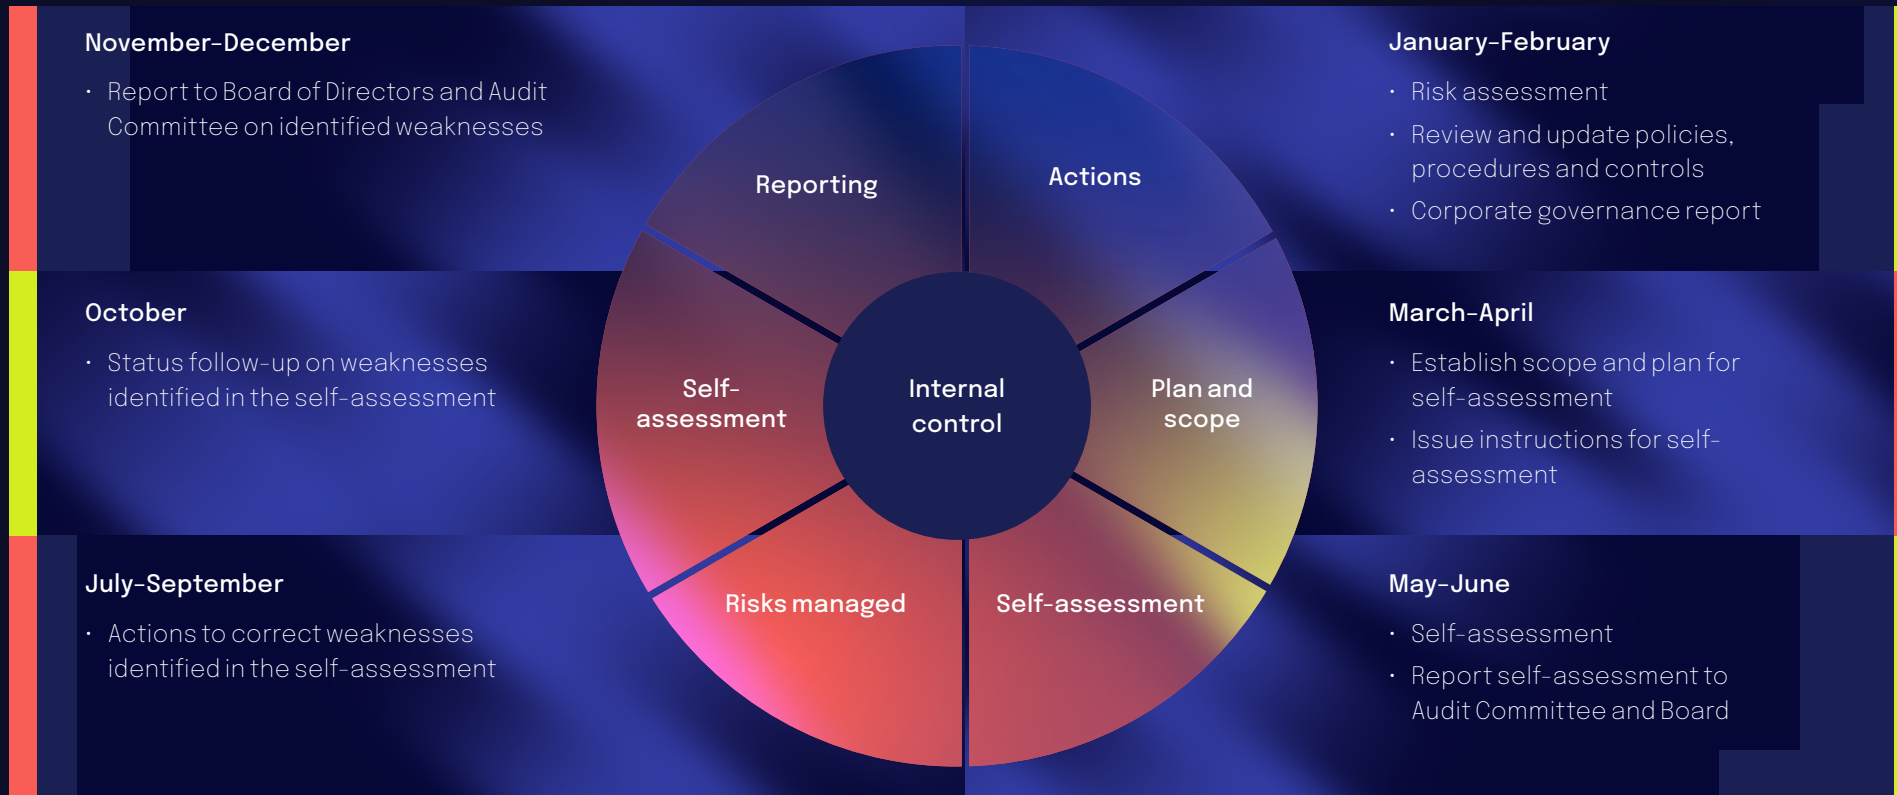 November–December
• Report to Board of Directors and Audit
Committee on identified weaknesses
October
• Status follow-up on weaknesses
identified in the self-assessment
July–September
• Actions to correct weaknesses
identified in the self-assessment
Reporting
Actions
Self-
assessment
Internal
control
Plan and
scope
Risks managed
Self-assessment
January–February
• Risk assessment
• Review and update policies,
procedures and controls
• Corporate governance report
March–April
• Establish scope and plan for
self-assessment
• Issue instructions for self-
assessment
May–June
• Self-assessment
• Report self-assessment to
Audit Committee and Board